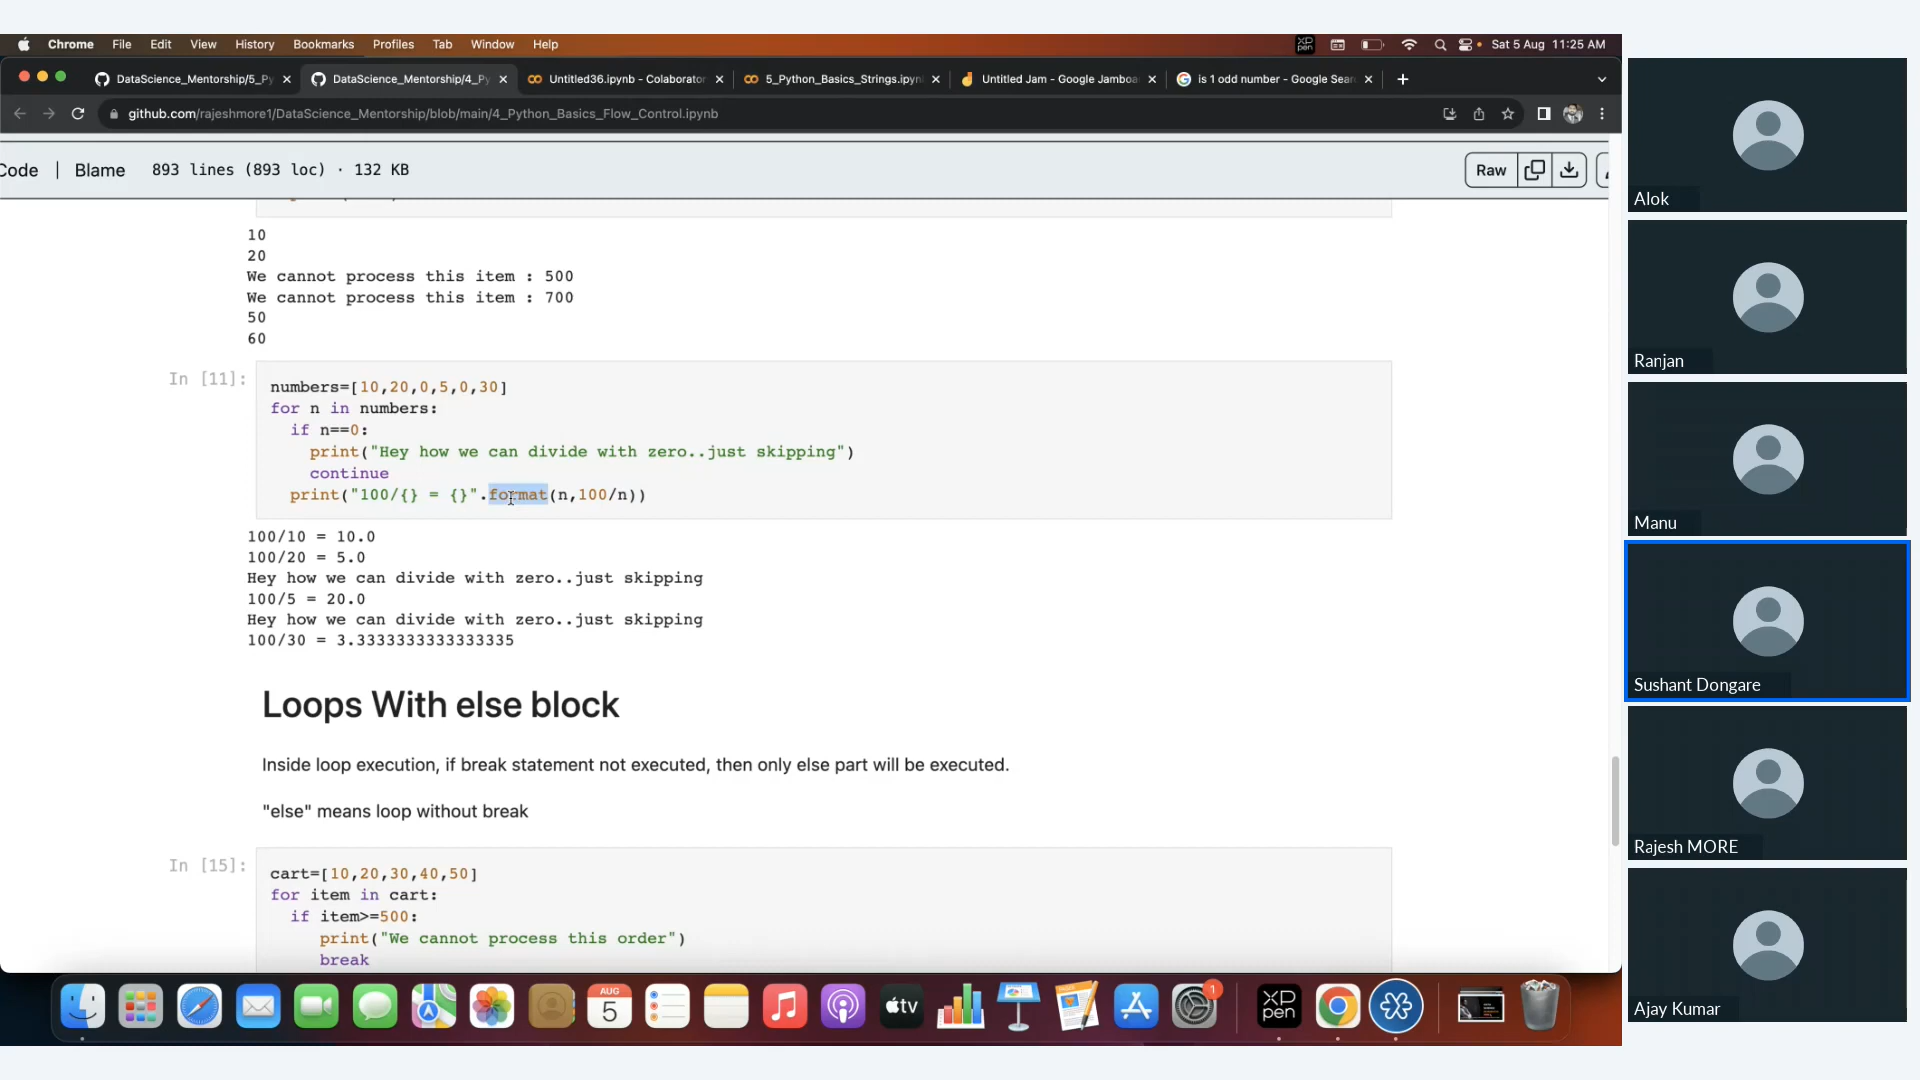 Chrome File Edit View History Bookmarks Profiles Tab Window Help
XP pen
Sat 5 Aug 11:25 AM
DataScience_Mentorship/5_Py
DataScience_Mentorship/4_Py
Untitled36.ipynb - Colaborator
5_Python_Basics_Strings.ipyn
Untitled Jam - Google Jamboa
is 1 odd number - Google Sear
github.com/rajeshmore1/DataScience_Mentorship/blob/main/4_Python_Basics_Flow_Control.ipynb
Code | Blame 893 lines (893 loc) · 132 KB
Raw
10
20
We cannot process this item : 500
We cannot process this item : 700
50
60
In [11]:
numbers=[10,20,0,5,0,30]
for n in numbers:
if n==0:
print("Hey how we can divide with zero..just skipping")
continue
print("100/{} = {}".format(n,100/n))
100/10 = 10.0
100/20 = 5.0
Hey how we can divide with zero..just skipping
100/5 = 20.0
Hey how we can divide with zero..just skipping
100/30 = 3.3333333333333335
Loops With else block
Inside loop execution, if break statement not executed, then only else part will be executed.
"else" means loop without break
In [15]:
cart=[10,20,30,40,50]
for item in cart:
if item>=500:
print("We cannot process this order")
break
AUG
5
tv
1
XP
pen
Alok
Ranjan
Manu
Sushant Dongare
Rajesh MORE
Ajay Kumar